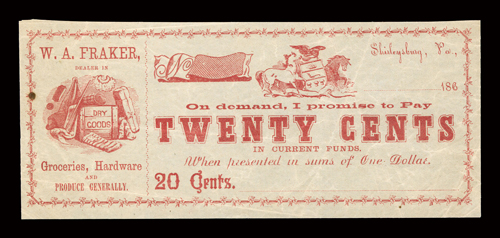 W. A. FRAKER,
DEALER IN
DRY
GOODS
Groceries, Hardware
AND
PRODUCE GENERALLY.
Shirleysburg, Pa.,
186
On demand, I promise to Pay
TWENTY CENTS
IN CURRENT FUNDS.
When presented in sums of One Dollar.
20 Cents.